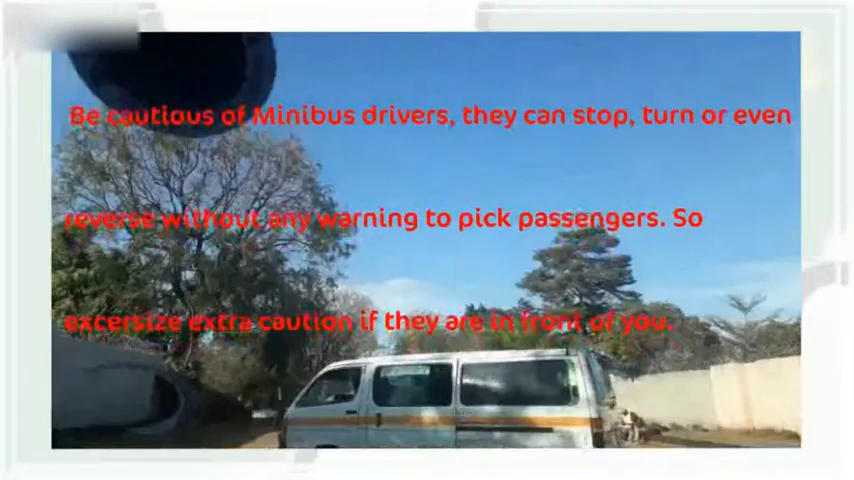 Be cautious of Minibus drivers, they can stop, turn or even
reverse without any warning to pick passengers. So
excersize extra caution if they are in front of you.